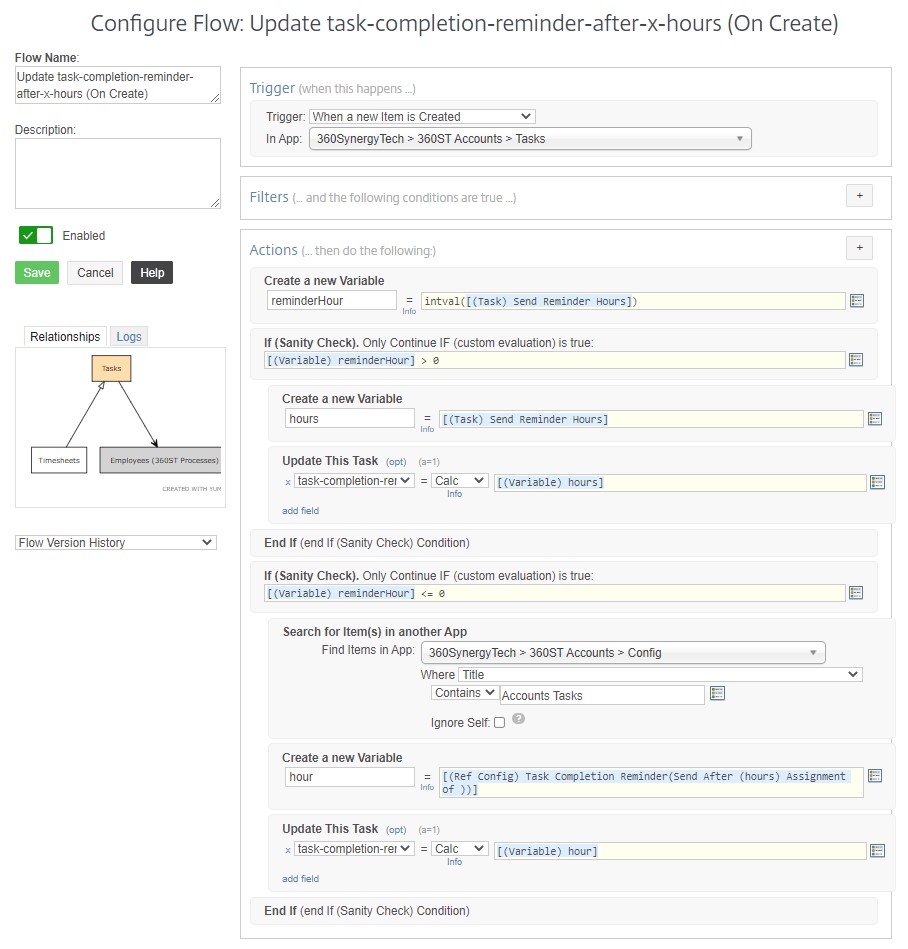 Configure Flow: Update task-completion-reminder-after-x-hours (On Create)
Flow Name:
Update task-completion-reminder-
after-x-hours (On Create)
Description:
Enabled
Save Cancel Help
Relationships Logs
Tasks
Timesheets Employees (360ST Processes)
CREATED WITH YUM
Flow Version History
Trigger (when this happens ...)
Trigger: When a new Item is Created
In App: 360SynergyTech > 360ST Accounts > Tasks
Filters (... and the following conditions are true ...) +
Actions (... then do the following:) +
Create a new Variable
reminderHour = intval([(Task) Send Reminder Hours])
Info
If (Sanity Check). Only Continue IF (custom evaluation) is true:
[(Variable) reminderHour] > 0
Create a new Variable
hours = [(Task) Send Reminder Hours]
Info
Update This Task (opt) (a=1)
x task-completion-rer = Calc [(Variable) hours]
Info
add field
End If (end If (Sanity Check) Condition)
If (Sanity Check). Only Continue IF (custom evaluation) is true:
[(Variable) reminderHour] <= 0
Search for Item(s) in another App
Find Items in App: 360SynergyTech > 360ST Accounts > Config
Where Title
Contains Accounts Tasks
Ignore Self: ?
Create a new Variable
hour = [(Ref Config) Task Completion Reminder(Send After (hours) Assignment
Info of ))]
Update This Task (opt) (a=1)
x task-completion-rer = Calc [(Variable) hour]
Info
add field
End If (end If (Sanity Check) Condition)